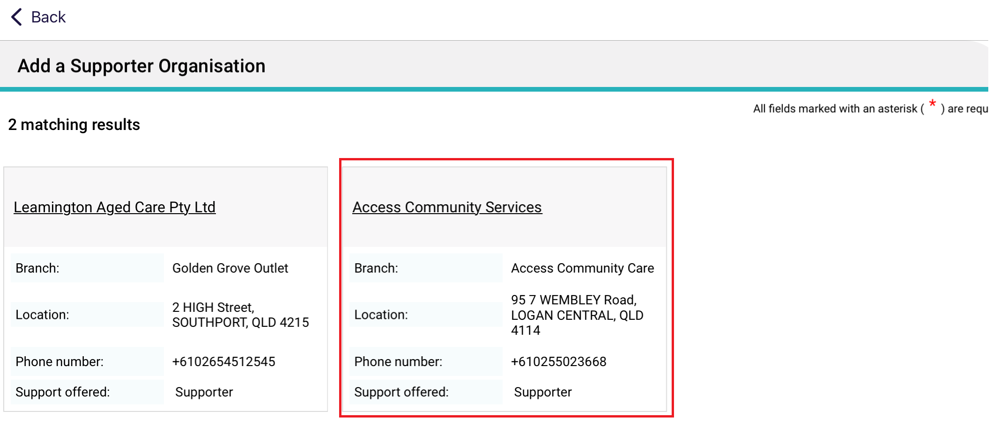 Back
Add a Supporter Organisation
All fields marked with an asterisk ( * ) are requ
2 matching results
Leamington Aged Care Pty Ltd
Branch: Golden Grove Outlet
Location: 2 HIGH Street,
SOUTHPORT, QLD 4215
Phone number: +6102654512545
Support offered: Supporter
Access Community Services
Branch: Access Community Care
Location: 95 7 WEMBLEY Road,
LOGAN CENTRAL, QLD
4114
Phone number: +610255023668
Support offered: Supporter